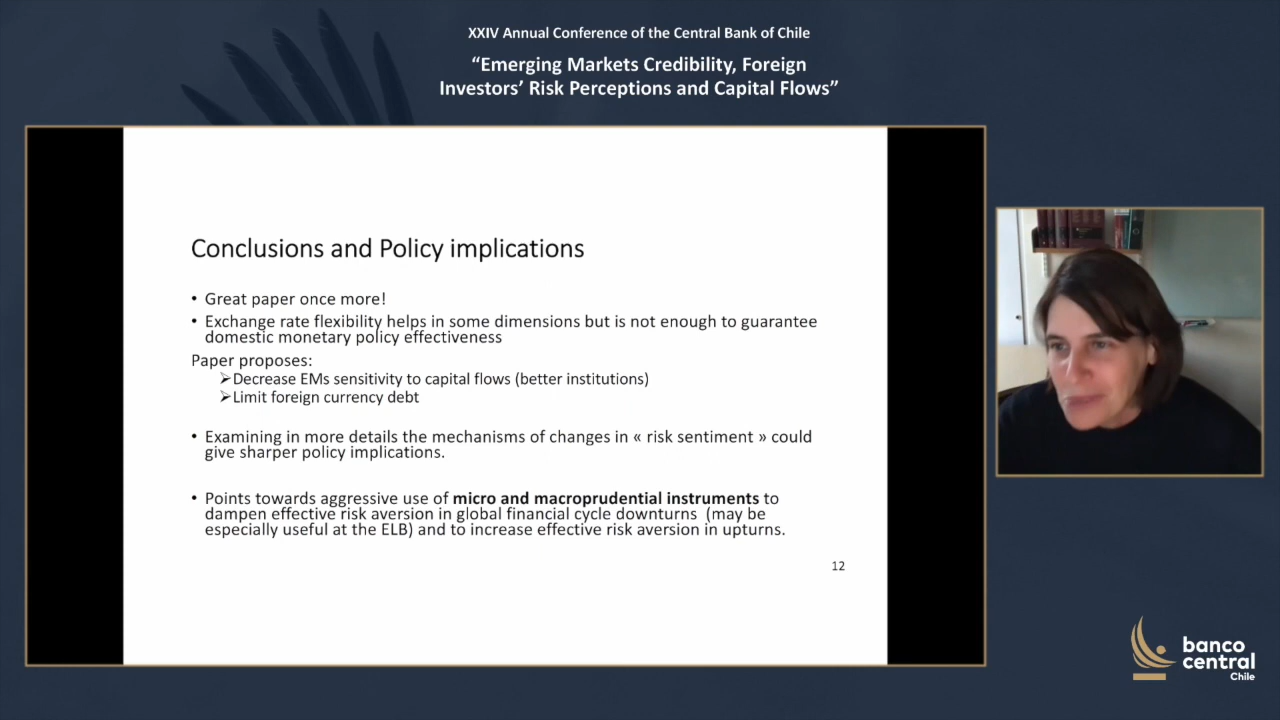 XXIV Annual Conference of the Central Bank of Chile
“Emerging Markets Credibility, Foreign
Investors’ Risk Perceptions and Capital Flows”
Conclusions and Policy implications
• Great paper once more!
• Exchange rate flexibility helps in some dimensions but is not enough to guarantee
domestic monetary policy effectiveness
Paper proposes:
➢Decrease EMs sensitivity to capital flows (better institutions)
➢Limit foreign currency debt
• Examining in more details the mechanisms of changes in « risk sentiment » could
give sharper policy implications.
• Points towards aggressive use of micro and macroprudential instruments to
dampen effective risk aversion in global financial cycle downturns (may be
especially useful at the ELB) and to increase effective risk aversion in upturns.
12
banco
central
Chile